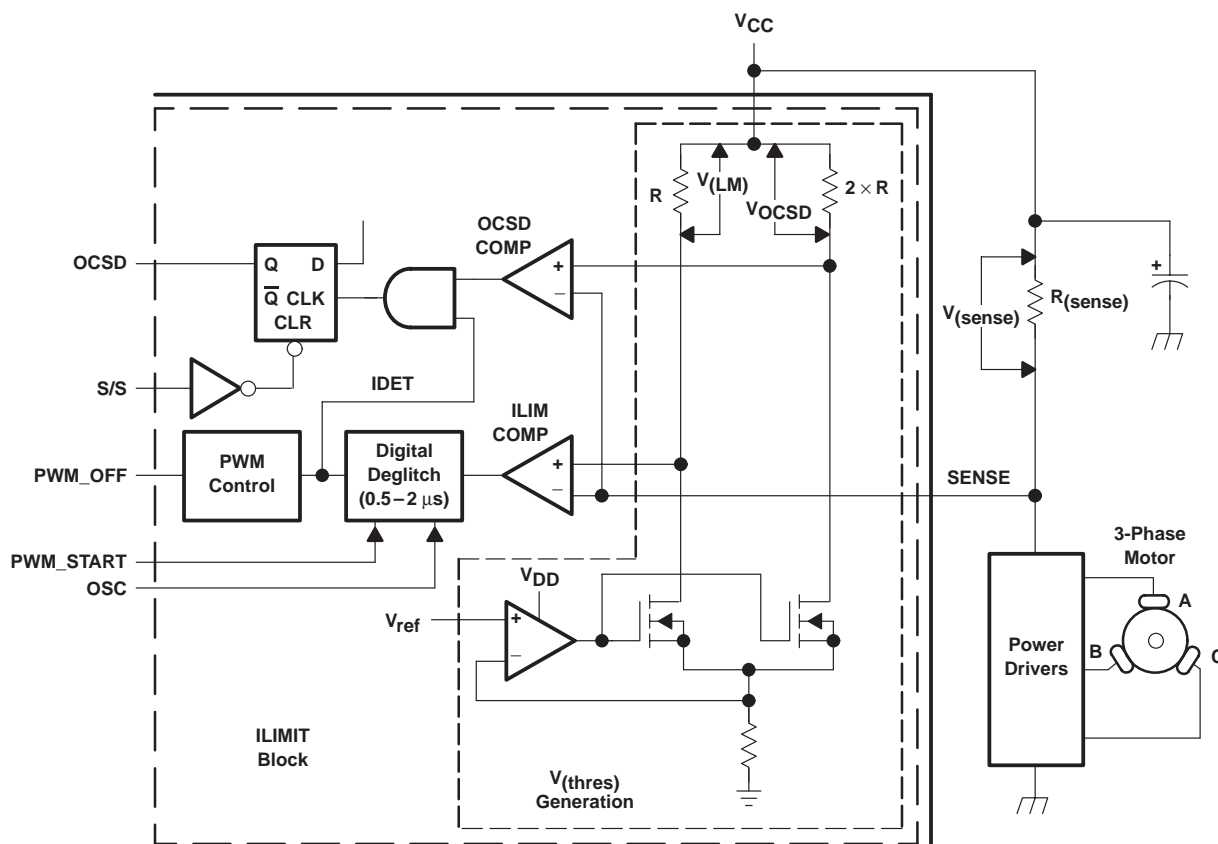 VCC
R
V(LM)
VOCSD
2 × R
OCSD
COMP
OCSD
Q
D
Q̅ CLK
CLR
+
–
+
V(sense)
R(sense)
S/S
IDET
ILIM
COMP
PWM_OFF
PWM
Control
Digital
Deglitch
(0.5–2 μs)
+
–
SENSE
PWM_START
OSC
VDD
Vref
+
–
3-Phase
Motor
A
B
C
Power
Drivers
ILIMIT
Block
V(thres)
Generation